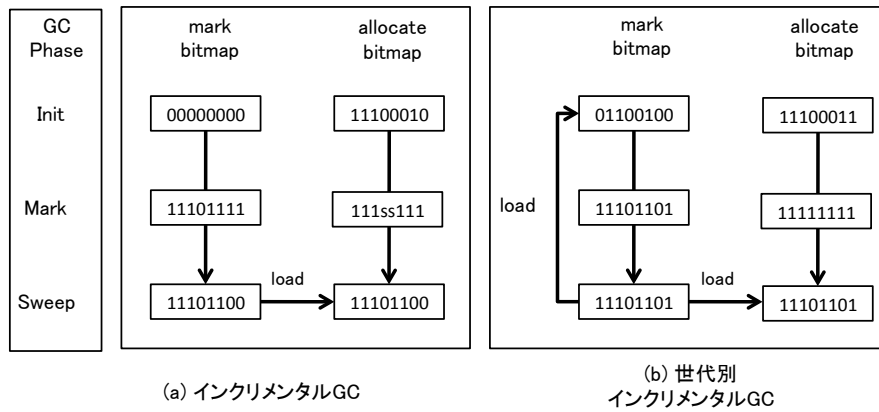 GC
Phase
Init
Mark
Sweep
mark
bitmap
allocate
bitmap
00000000
11100010
11101111
111ss111
11101100
load
11101100
(a) インクリメンタルGC
mark
bitmap
allocate
bitmap
01100100
11100011
load
11101101
11111111
11101101
load
11101101
(b) 世代別
インクリメンタルGC